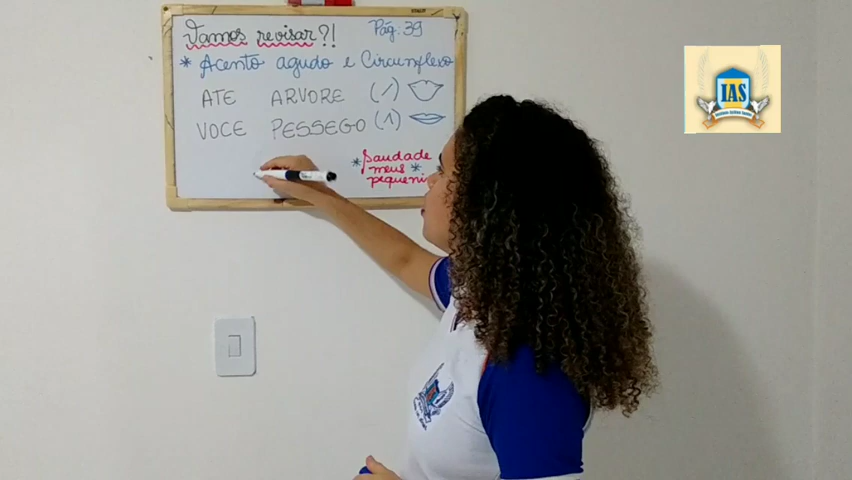 Vamos revisar?! Pág: 39
* Acento agudo e Circunflexo
ATE ARVORE (/)
VOCE PESSEGO (^)
* Saudade
meus *
pequeni
IAS